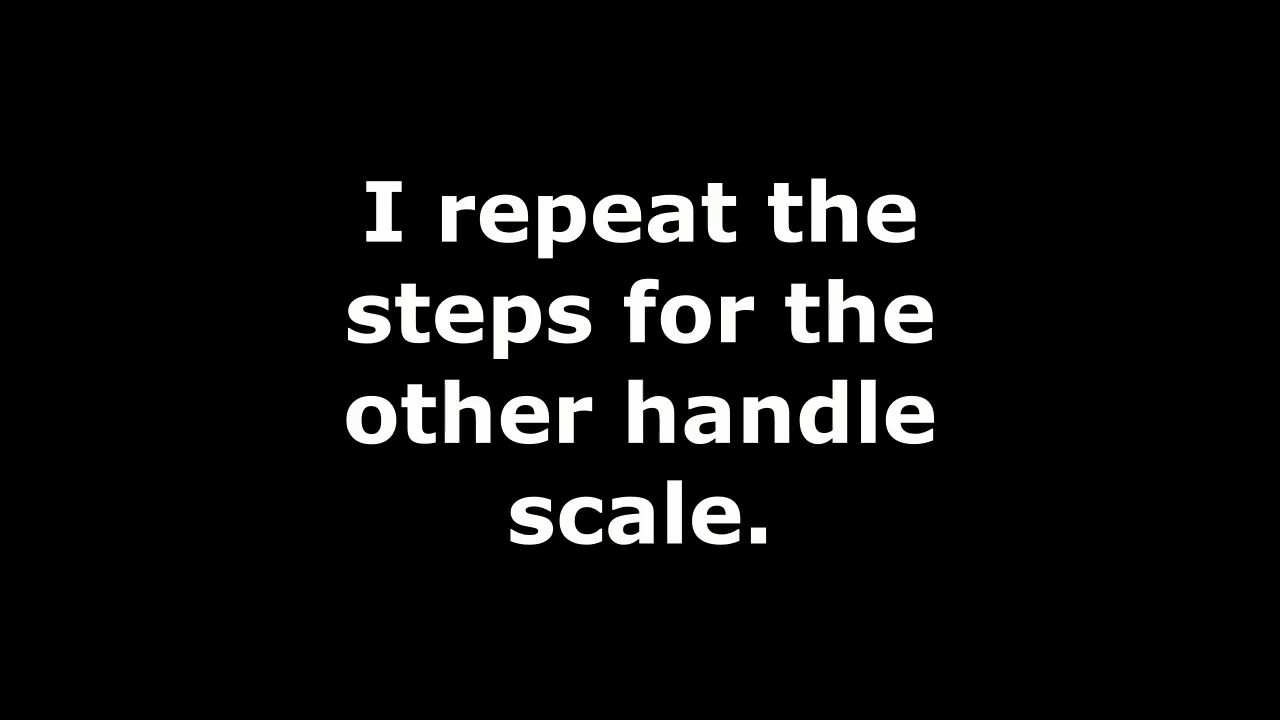 I repeat the
steps for the
other handle
scale.